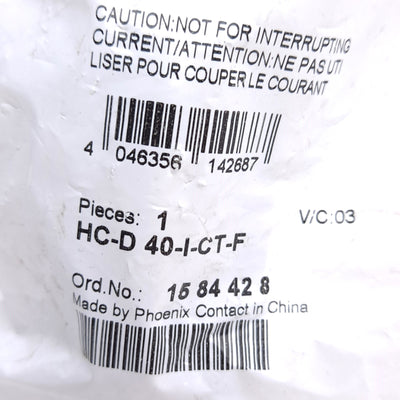 CAUTION:NOT FOR INTERRUPTING
CURRENT/ATTENTION:NE PAS UTI
LISER POUR COUPER LE COURANT
4 046356 142687
Pieces: 1 V/C:03
HC-D 40-I-CT-F
Ord.No.: 15 84 42 8
Made by Phoenix Contact in China